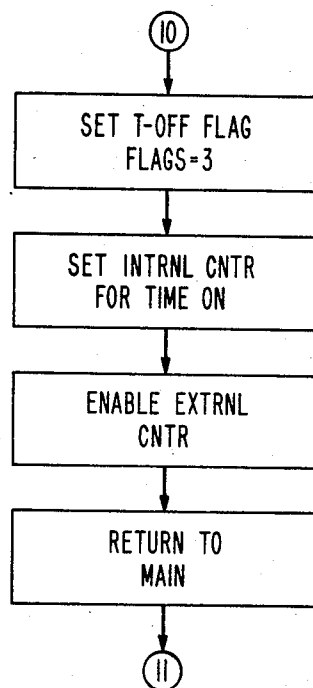 10
SET T-OFF FLAG
FLAGS=3
SET INTRNL CNTR
FOR TIME ON
ENABLE EXTRNL
CNTR
RETURN TO
MAIN
11